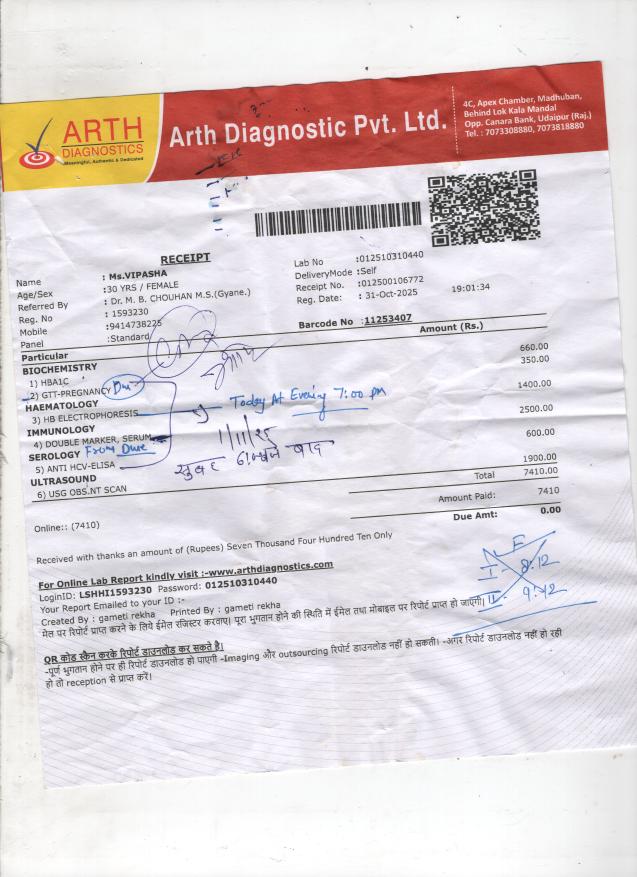 ARTH
DIAGNOSTICS
Meaningful, Authentic & Dedicated
Arth Diagnostic Pvt. Ltd.
4C, Apex Chamber, Madhuban,
Behind Lok Kala Mandal
Opp. Canara Bank, Udaipur (Raj.)
Tel. : 7073308880, 7073818880
RECEIPT
Name : Ms.VIPASHA
Age/Sex :30 YRS / FEMALE
Referred By : Dr. M. B. CHOUHAN M.S.(Gyane.)
Reg. No : 1593230
Mobile :9414738225
Panel :Standard
Lab No :012510310440
DeliveryMode :Self
Receipt No. :012500106772
Reg. Date: : 31-Oct-2025 19:01:34
Barcode No :11253407
Particular Amount (Rs.)
BIOCHEMISTRY
1) HBA1C 660.00
2) GTT-PREGNANCY Due 350.00
HAEMATOLOGY
3) HB ELECTROPHORESIS 1400.00
Today At Evening 7:00 pm
IMMUNOLOGY
4) DOUBLE MARKER, SERUM 2500.00
1/11/25
SEROLOGY From Due
5) ANTI HCV-ELISA 600.00
सुबह 6 बजे बाद
ULTRASOUND
6) USG OBS.NT SCAN 1900.00
Total 7410.00
Amount Paid: 7410
Due Amt: 0.00
Online:: (7410)
Received with thanks an amount of (Rupees) Seven Thousand Four Hundred Ten Only
For Online Lab Report kindly visit :-www.arthdiagnostics.com
LoginID: LSHHI1593230 Password: 012510310440
Your Report Emailed to your ID :-
Created By : gameti rekha Printed By : gameti rekha
मेल पर रिपोर्ट प्राप्त करने के लिये ईमेल रजिस्टर करवाए। पूरा भुगतान होने की स्थिति में ईमेल तथा मोबाइल पर रिपोर्ट प्राप्त हो जाएगी।
F
I 8:12
II 9:12
QR कोड स्कैन करके रिपोर्ट डाउनलोड कर सकते है।
-पूर्ण भुगतान होने पर ही रिपोर्ट डाउनलोड हो पाएगी -Imaging और outsourcing रिपोर्ट डाउनलोड नहीं हो सकती। -अगर रिपोर्ट डाउनलोड नहीं हो रही
हो तो reception से प्राप्त करें।